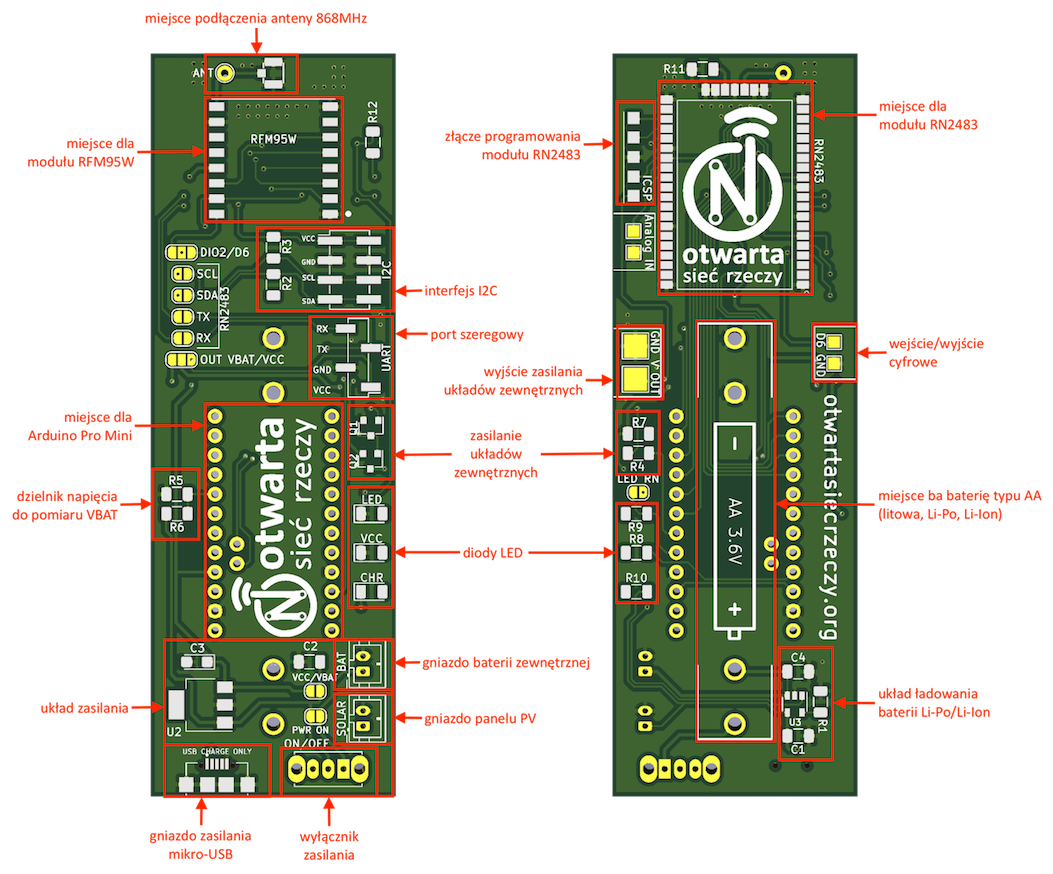 miejsce podłączenia anteny 868MHz
ANT
miejsce dla
modułu RFM95W
RFM95W
R12
DIO2/D6
SCL
SDA
TX
RX
RN2483
OUT VBAT/VCC
R3
R2
VCC
GND
SCL
SDA
I2C
interfejs I2C
RX
TX
GND
VCC
UART
port szeregowy
miejsce dla
Arduino Pro Mini
otwarta
sieć rzeczy
Q1
Q2
zasilanie
układów
zewnętrznych
dzielnik napięcia
do pomiaru VBAT
R5
R6
LED
VCC
CHR
diody LED
C3
C2
VCC/VBAT
BAT
gniazdo baterii zewnętrznej
układ zasilania
U2
PWR ON
ON/OFF
SOLAR
gniazdo panelu PV
USB CHARGE ONLY
gniazdo zasilania
mikro-USB
wyłącznik
zasilania
R11
miejsce dla
modułu RN2483
RN2483
złącze programowania
modułu RN2483
ICSP
Analog IN
otwarta
sieć rzeczy
wyjście zasilania
układów zewnętrznych
GND V+ OUT
D6 GND
wejście/wyjście
cyfrowe
R7
R4
LED RN
R9
R8
R10
AA 3.6V
miejsce ba baterię typu AA
(litowa, Li-Po, Li-Ion)
otwartasiecrzeczy.org
C4
U3
R1
C1
układ ładowania
baterii Li-Po/Li-Ion